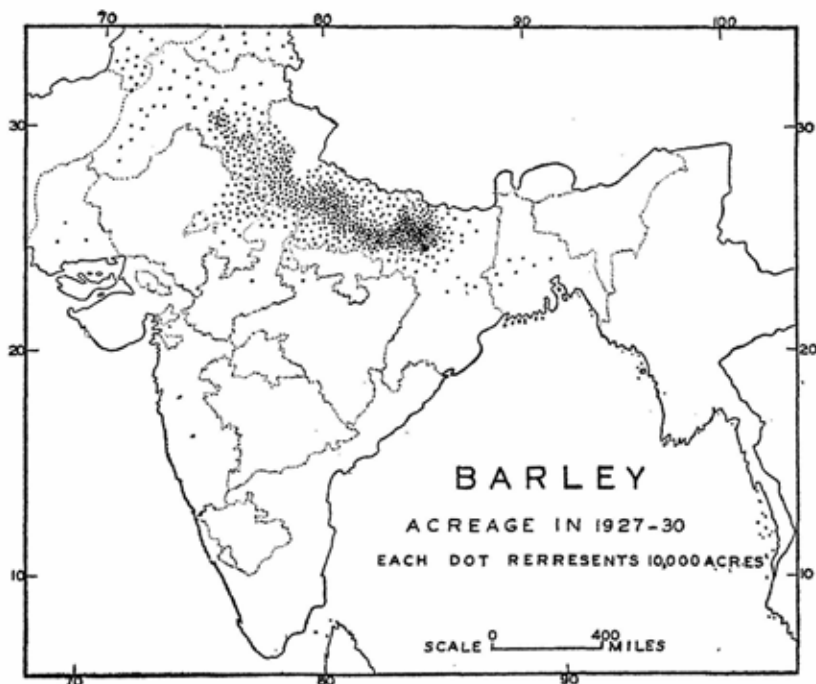 70 80 90 100
30 30
20 20
BARLEY
ACREAGE IN 1927-30
EACH DOT RERRESENTS 10,000 ACRES
10 10
0 400
SCALE MILES
70 80 90